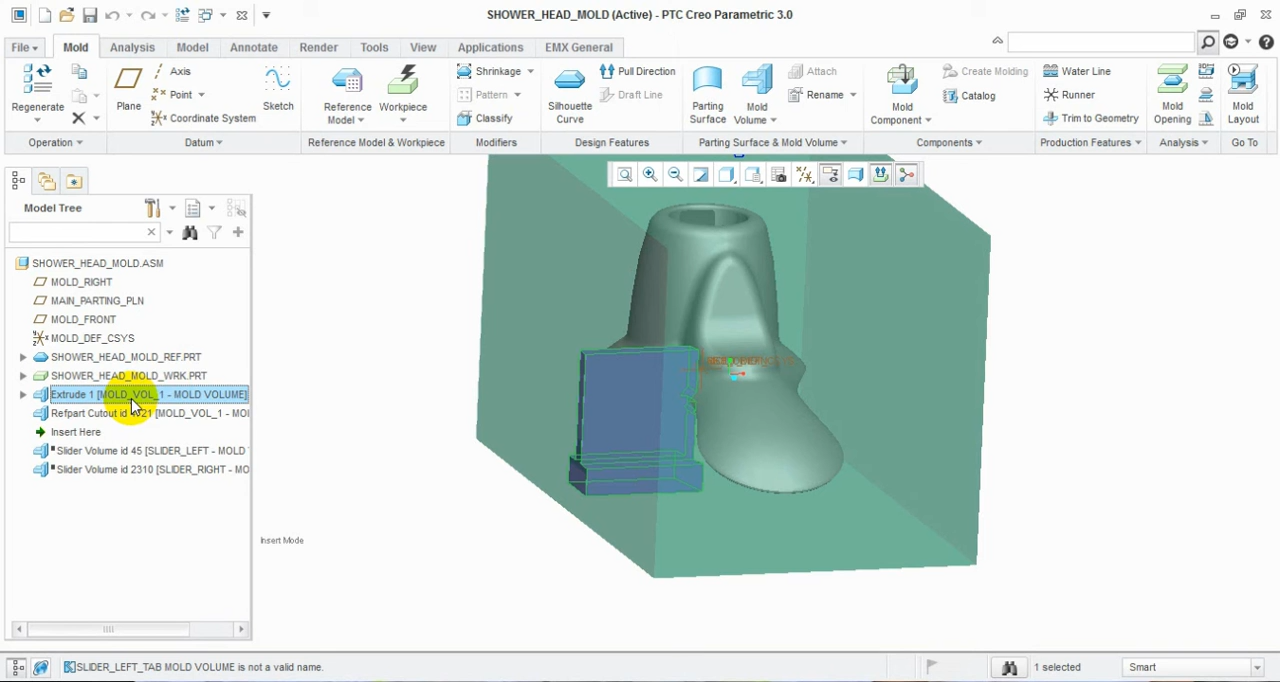 SHOWER_HEAD_MOLD (Active) - PTC Creo Parametric 3.0
File Mold Analysis Model Annotate Render Tools View Applications EMX General
Regenerate
Operation
Plane
Axis
Point
Coordinate System
Sketch
Datum
Reference Model
Workpiece
Reference Model & Workpiece
Shrinkage
Pattern
Classify
Modifiers
Silhouette Curve
Pull Direction
Draft Line
Design Features
Parting Surface
Mold Volume
Attach
Rename
Parting Surface & Mold Volume
Mold Component
Create Molding
Catalog
Components
Water Line
Runner
Trim to Geometry
Production Features
Mold Opening
Analysis
Mold Layout
Go To
Model Tree
SHOWER_HEAD_MOLD.ASM
MOLD_RIGHT
MAIN_PARTING_PLN
MOLD_FRONT
MOLD_DEF_CSYS
SHOWER_HEAD_MOLD_REF.PRT
SHOWER_HEAD_MOLD_WRK.PRT
Extrude 1 [MOLD_VOL_1 - MOLD VOLUME]
Refpart Cutout id 21 [MOLD_VOL_1 - MOL
Insert Here
Slider Volume id 45 [SLIDER_LEFT - MOLD
Slider Volume id 2310 [SLIDER_RIGHT - MO
Insert Mode
SLIDER_LEFT_TAB MOLD VOLUME is not a valid name.
1 selected
Smart